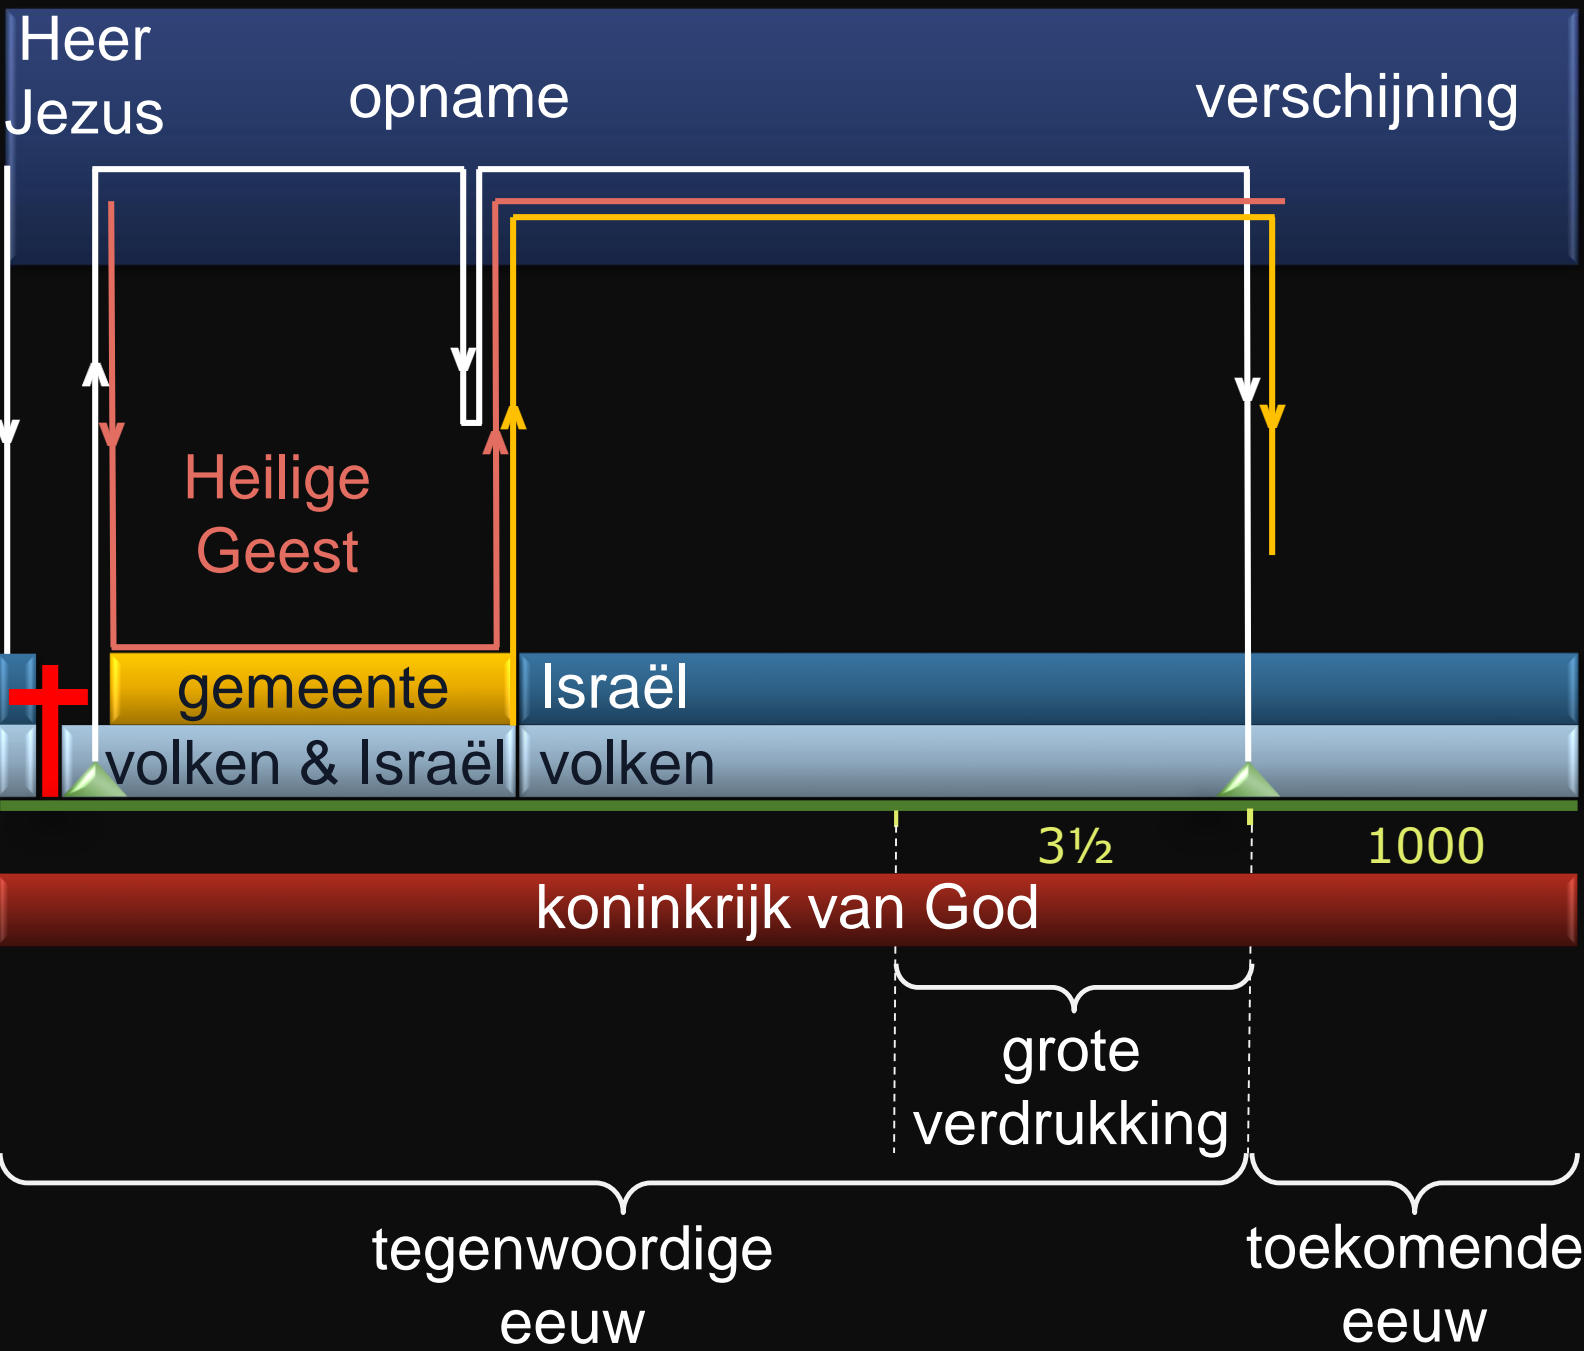 Heer
Jezus
opname
verschijning
Heilige
Geest
gemeente
Israël
volken & Israël
volken
3½
1000
koninkrijk van God
grote
verdrukking
tegenwoordige
eeuw
toekomende
eeuw